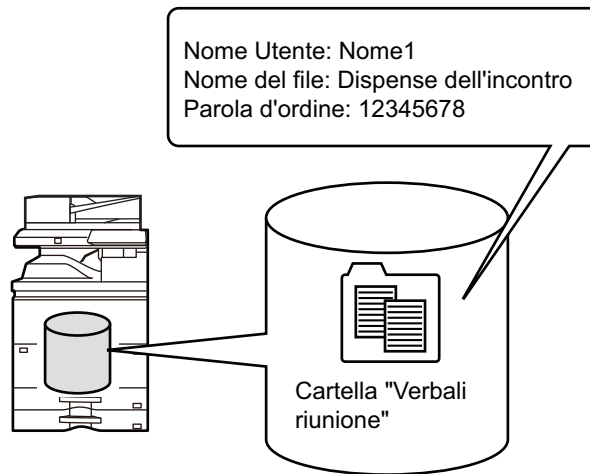 Nome Utente: Nome1
Nome del file: Dispense dell'incontro
Parola d'ordine: 12345678
Cartella "Verbali
riunione"